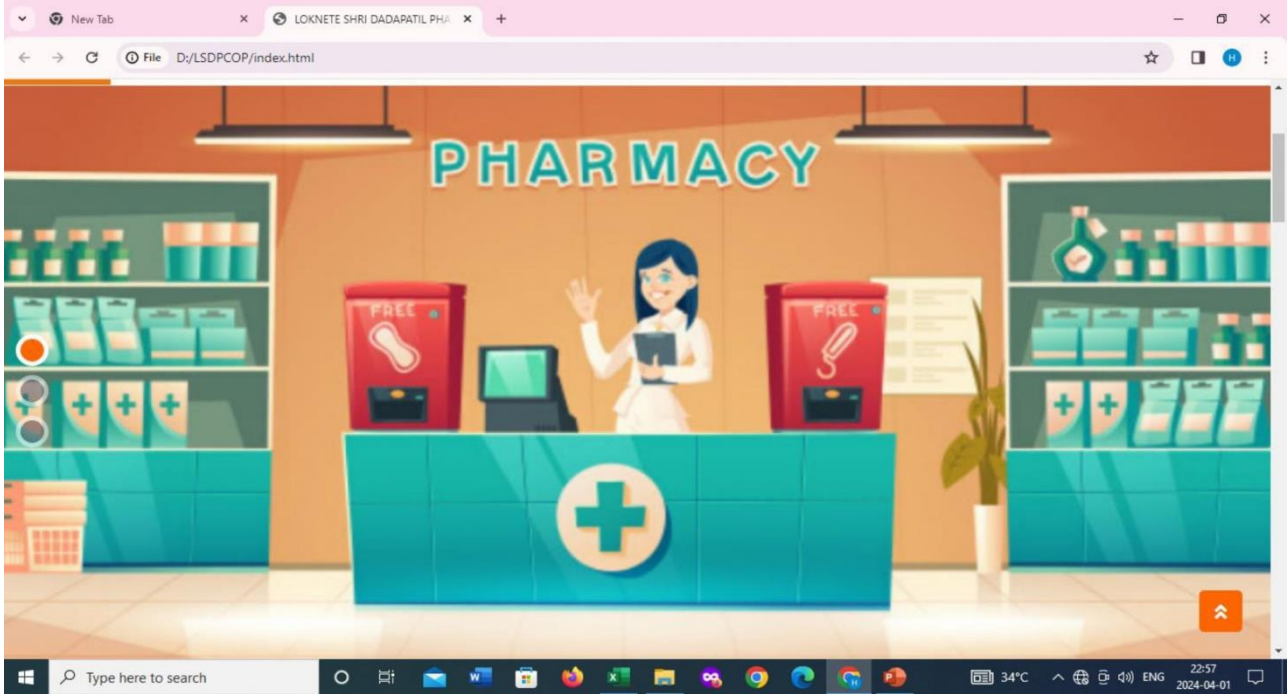 New Tab
LOKNETE SHRI DADAPATIL PHA
File D:/LSDPCOP/index.html
H
PHARMACY
FREE
FREE
Type here to search
34°C ENG 22:57
2024-04-01